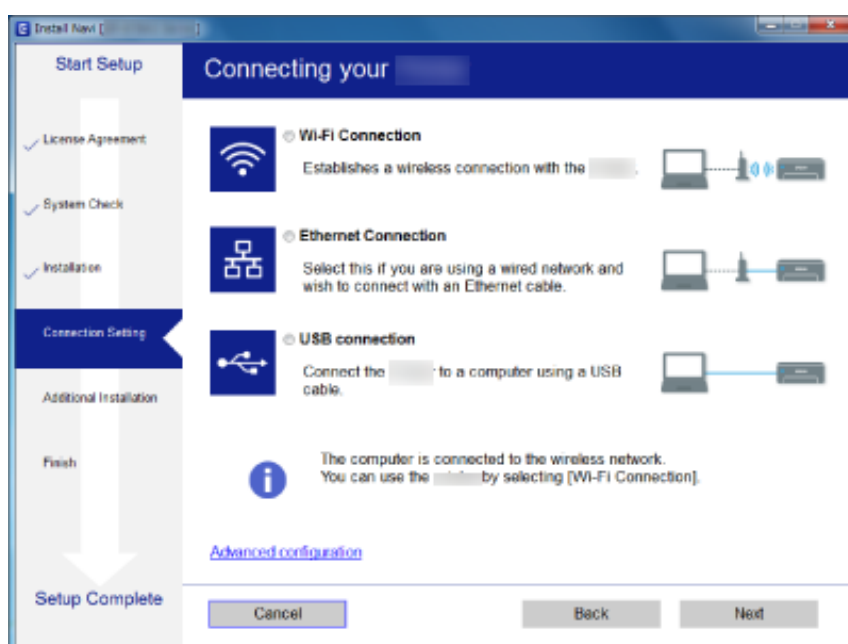 Install Navi [
Start Setup
Connecting your
License Agreement
System Check
Installation
Connection Setting
Additional Installation
Finish
Setup Complete
Wi-Fi Connection
Establishes a wireless connection with the .
Ethernet Connection
Select this if you are using a wired network and
wish to connect with an Ethernet cable.
USB connection
Connect the to a computer using a USB
cable.
The computer is connected to the wireless network.
You can use the by selecting [Wi-Fi Connection].
Advanced configuration
Cancel
Back
Next